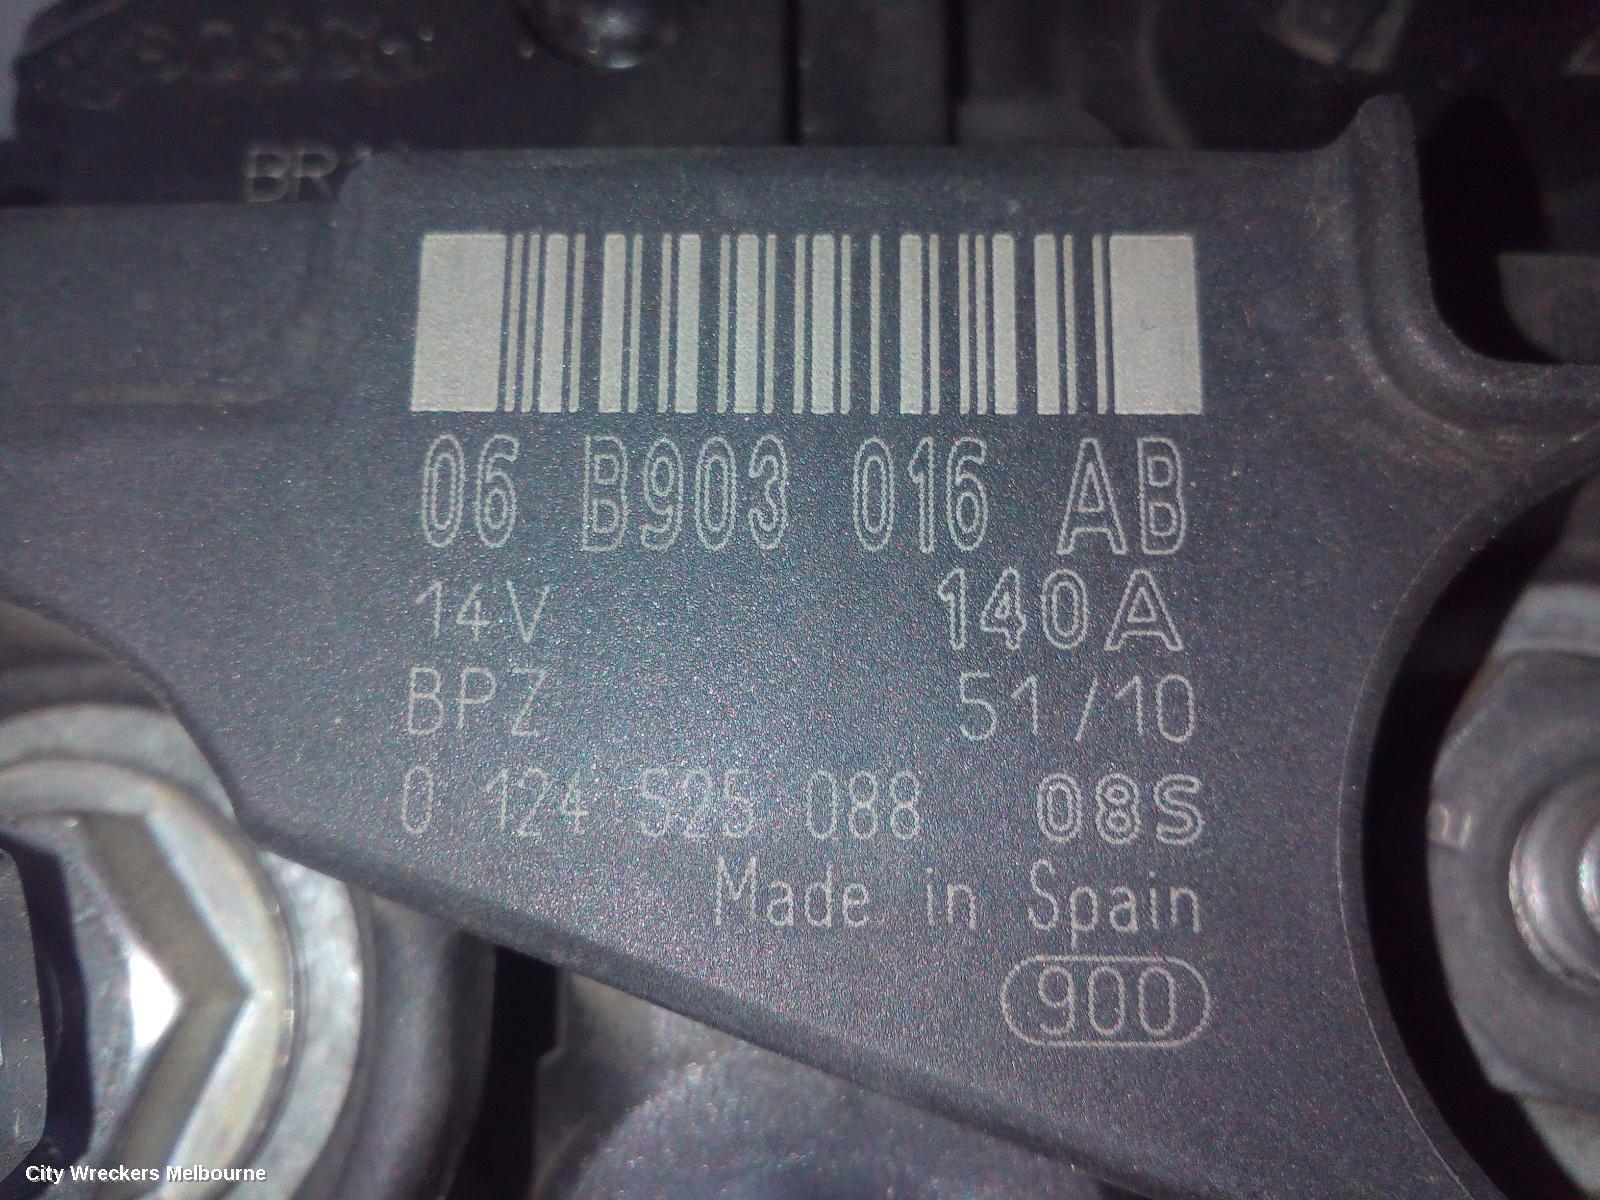 06 B903 016 AB
14V 140A
BPZ 51/10
0 124 525 088 08S
Made in Spain
900
City Wreckers Melbourne